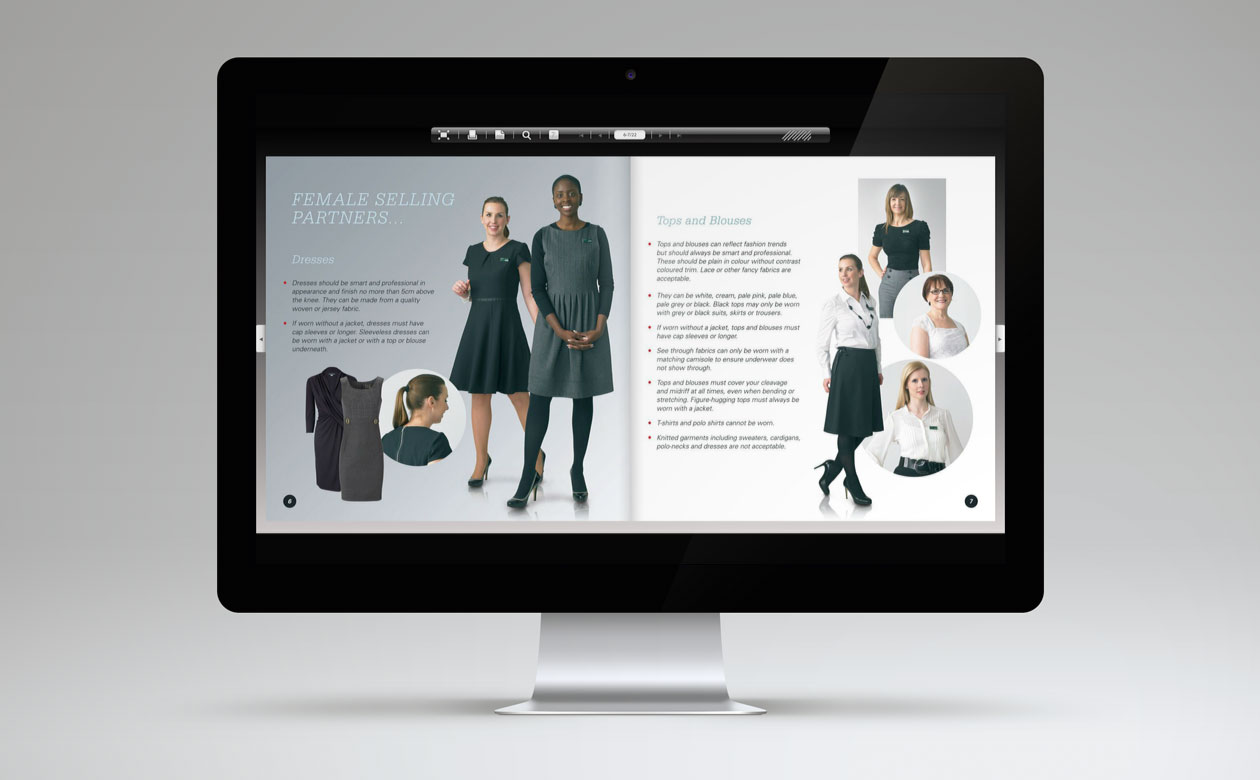 6-7/22
FEMALE SELLING
PARTNERS...
Dresses
Dresses should be smart and professional in
appearance and finish no more than 5cm above
the knee. They can be made from a quality
woven or jersey fabric.
If worn without a jacket, dresses must have
cap sleeves or longer. Sleeveless dresses can
be worn with a jacket or with a top or blouse
underneath.
6
Tops and Blouses
Tops and blouses can reflect fashion trends
but should always be smart and professional.
These should be plain in colour without contrast
coloured trim. Lace or other fancy fabrics are
acceptable.
They can be white, cream, pale pink, pale blue,
pale grey or black. Black tops may only be worn
with grey or black suits, skirts or trousers.
If worn without a jacket, tops and blouses must
have cap sleeves or longer.
See through fabrics can only be worn with a
matching camisole to ensure underwear does
not show through.
Tops and blouses must cover your cleavage
and midriff at all times, even when bending or
stretching. Figure-hugging tops must always be
worn with a jacket.
T-shirts and polo shirts cannot be worn.
Knitted garments including sweaters, cardigans,
polo-necks and dresses are not acceptable.
7